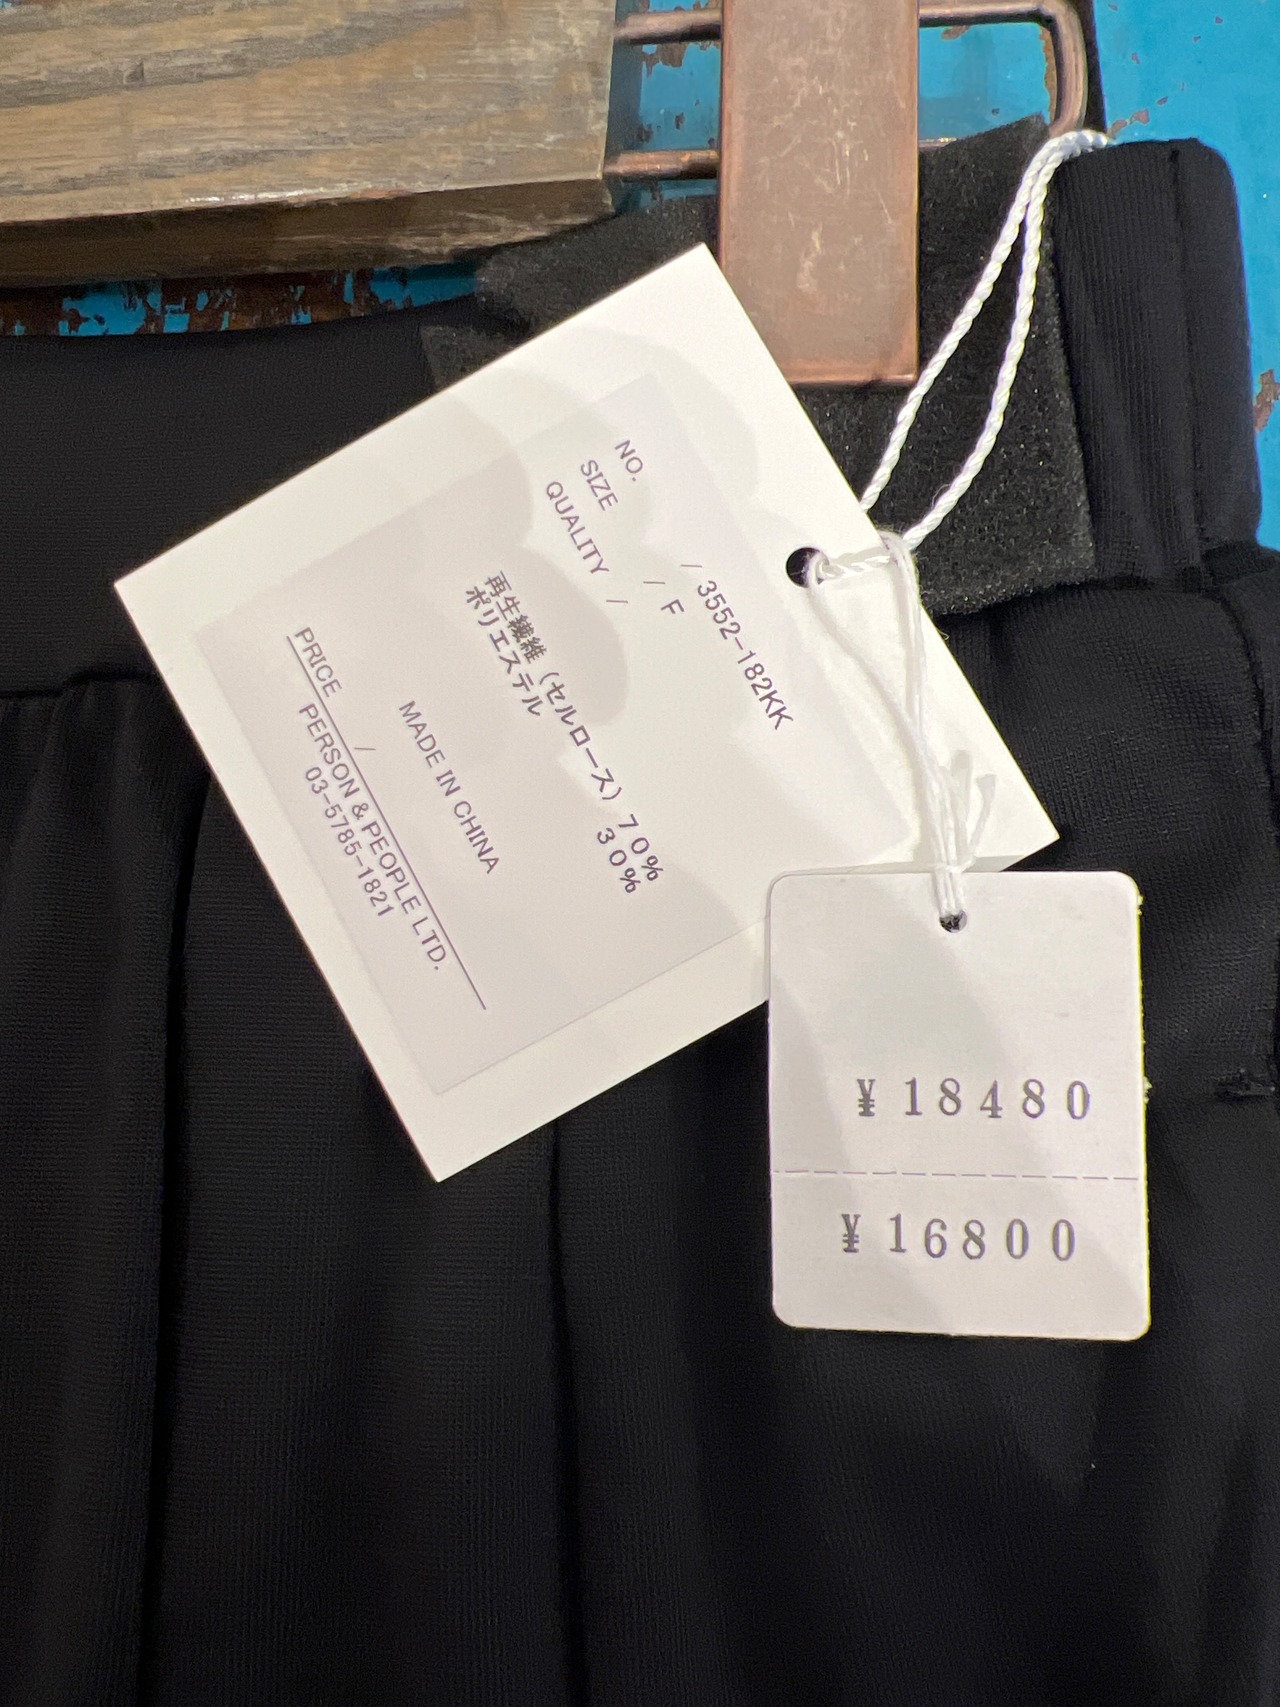 NO. / 3552-182KK
SIZE / F
QUALITY /
再生繊維（セルロース）70%
ポリエステル 30%
MADE IN CHINA
PRICE /
PERSON & PEOPLE LTD.
03-5785-1821
¥18480
¥16800